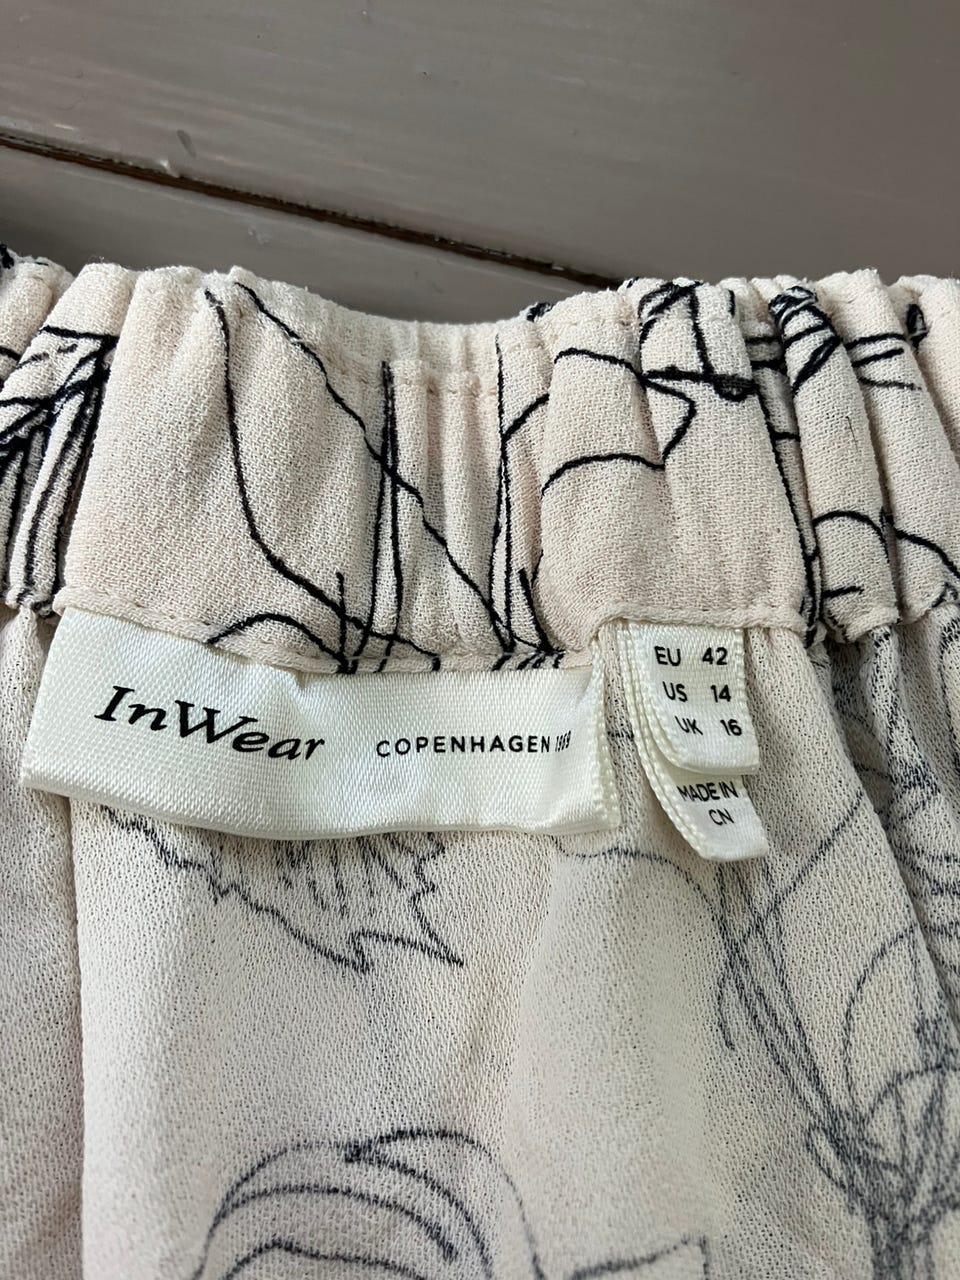 InWear COPENHAGEN 1969
EU 42
US 14
UK 16
MADE IN
CN